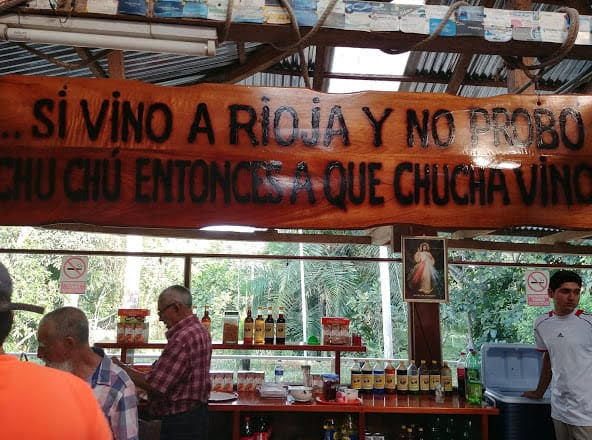 ... Si ViNO A RiOJA Y NO PROBO
CHU CHÚ ENTONCES A QUE CHUCHA ViNO